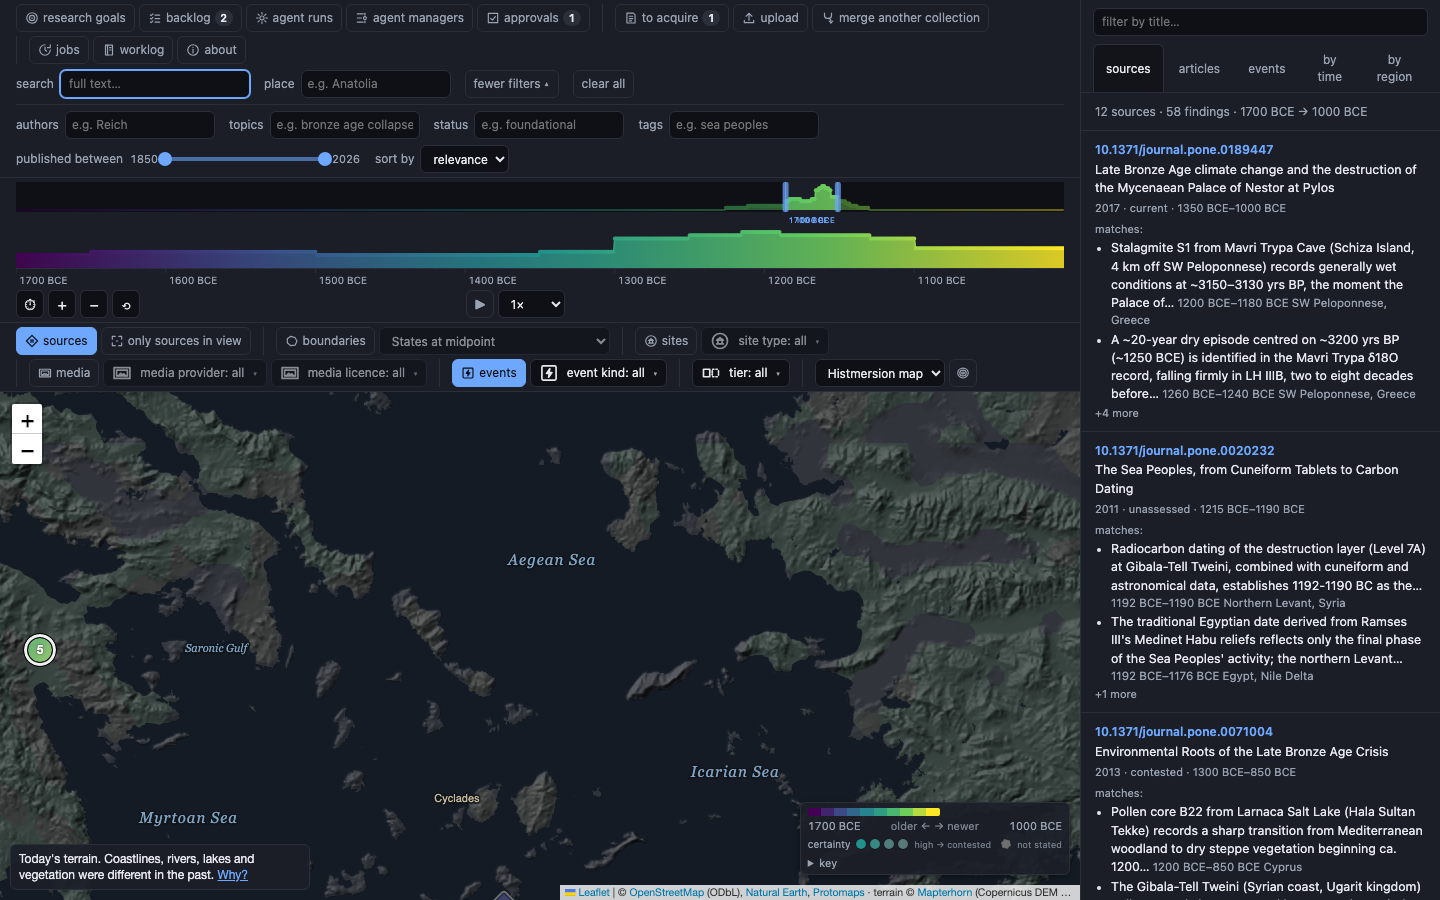 research goals
backlog 2
agent runs
agent managers
approvals 1
to acquire 1
upload
merge another collection
jobs
worklog
about
search full text...
place e.g. Anatolia
fewer filters
clear all
authors e.g. Reich
topics e.g. bronze age collapse
status e.g. foundational
tags e.g. sea peoples
published between 1850 2026
sort by relevance
1700 BCE
1600 BCE
1500 BCE
1400 BCE
1300 BCE
1200 BCE
1100 BCE
1×
sources
only sources in view
boundaries
States at midpoint
sites
site type: all
media
media provider: all
media licence: all
events
event kind: all
tier: all
Histmersion map
+
−
Aegean Sea
Saronic Gulf
5
Icarian Sea
Cyclades
Myrtoan Sea
1700 BCE older ← → newer 1000 BCE
certainty high → contested not stated
key
Today's terrain. Coastlines, rivers, lakes and
vegetation were different in the past. Why?
Leaflet | © OpenStreetMap (ODbL), Natural Earth, Protomaps · terrain © Mapterhorn (Copernicus DEM ...
filter by title...
sources
articles
events
by time
by region
12 sources · 58 findings · 1700 BCE → 1000 BCE
10.1371/journal.pone.0189447
Late Bronze Age climate change and the destruction of
the Mycenaean Palace of Nestor at Pylos
2017 · current · 1350 BCE–1000 BCE
matches:
• Stalagmite S1 from Mavri Trypa Cave (Schiza Island,
4 km off SW Peloponnese) records generally wet
conditions at ~3150–3130 yrs BP, the moment the
Palace of… 1200 BCE–1180 BCE SW Peloponnese,
Greece
• A ~20-year dry episode centred on ~3200 yrs BP
(~1250 BCE) is identified in the Mavri Trypa δ18O
record, falling firmly in LH IIIB, two to eight decades
before… 1260 BCE–1240 BCE SW Peloponnese, Greece
+4 more
10.1371/journal.pone.0020232
The Sea Peoples, from Cuneiform Tablets to Carbon
Dating
2011 · unassessed · 1215 BCE–1190 BCE
matches:
• Radiocarbon dating of the destruction layer (Level 7A)
at Gibala-Tell Tweini, combined with cuneiform and
astronomical data, establishes 1192-1190 BC as the…
1192 BCE–1190 BCE Northern Levant, Syria
• The traditional Egyptian date derived from Ramses
III's Medinet Habu reliefs reflects only the final phase
of the Sea Peoples' activity; the northern Levant…
1192 BCE–1176 BCE Egypt, Nile Delta
+1 more
10.1371/journal.pone.0071004
Environmental Roots of the Late Bronze Age Crisis
2013 · contested · 1300 BCE–850 BCE
matches:
• Pollen core B22 from Larnaca Salt Lake (Hala Sultan
Tekke) records a sharp transition from Mediterranean
woodland to dry steppe vegetation beginning ca.
1200… 1200 BCE–850 BCE Cyprus
• The Gibala-Tell Tweini (Syrian coast, Ugarit kingdom)